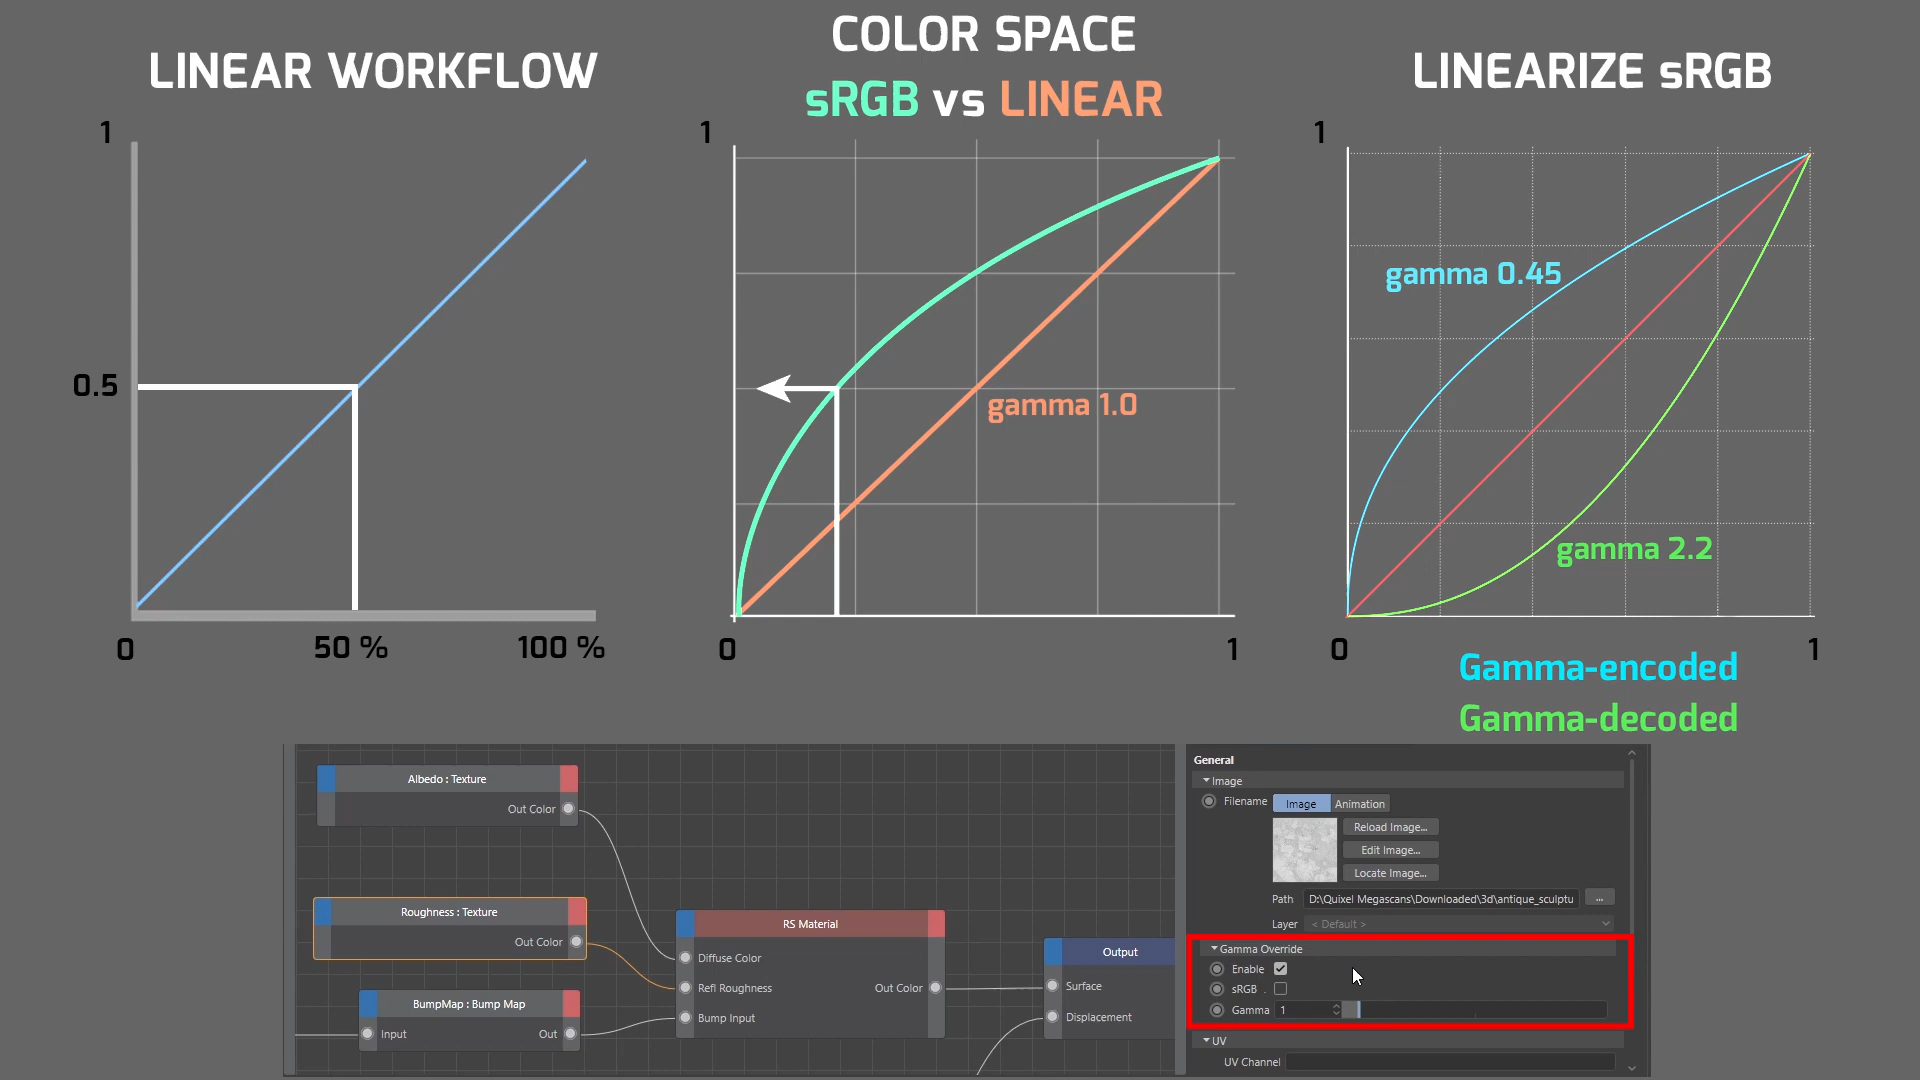 LINEAR WORKFLOW
1
0.5
0
50 %
100 %
COLOR SPACE
sRGB vs LINEAR
1
gamma 1.0
0
1
LINEARIZE sRGB
1
gamma 0.45
gamma 2.2
0
1
Gamma-encoded
Gamma-decoded
Albedo : Texture
Out Color
Roughness : Texture
Out Color
BumpMap : Bump Map
Input
Out
RS Material
Diffuse Color
Refl Roughness
Out Color
Bump Input
Output
Surface
Displacement
General
Image
Filename
Image
Animation
Reload Image...
Edit Image...
Locate Image...
Path
D:\Quixel Megascans\Downloaded\3d\antique_sculptu
...
Layer
< Default >
Gamma Override
Enable
sRGB .
Gamma
1
UV
UV Channel